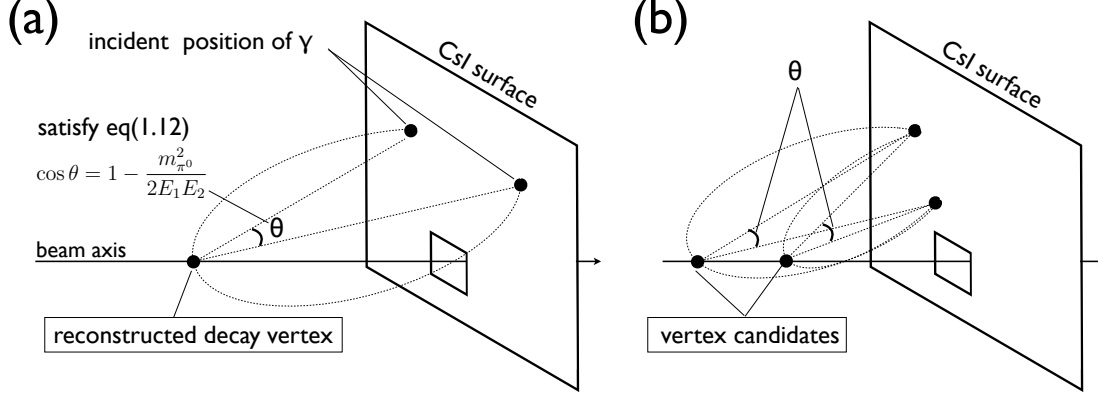 (a)
incident position of γ
CsI surface
satisfy eq(1.12)
cos θ = 1 − m²_π⁰ / 2E₁E₂
θ
beam axis
reconstructed decay vertex
(b)
θ
CsI surface
vertex candidates